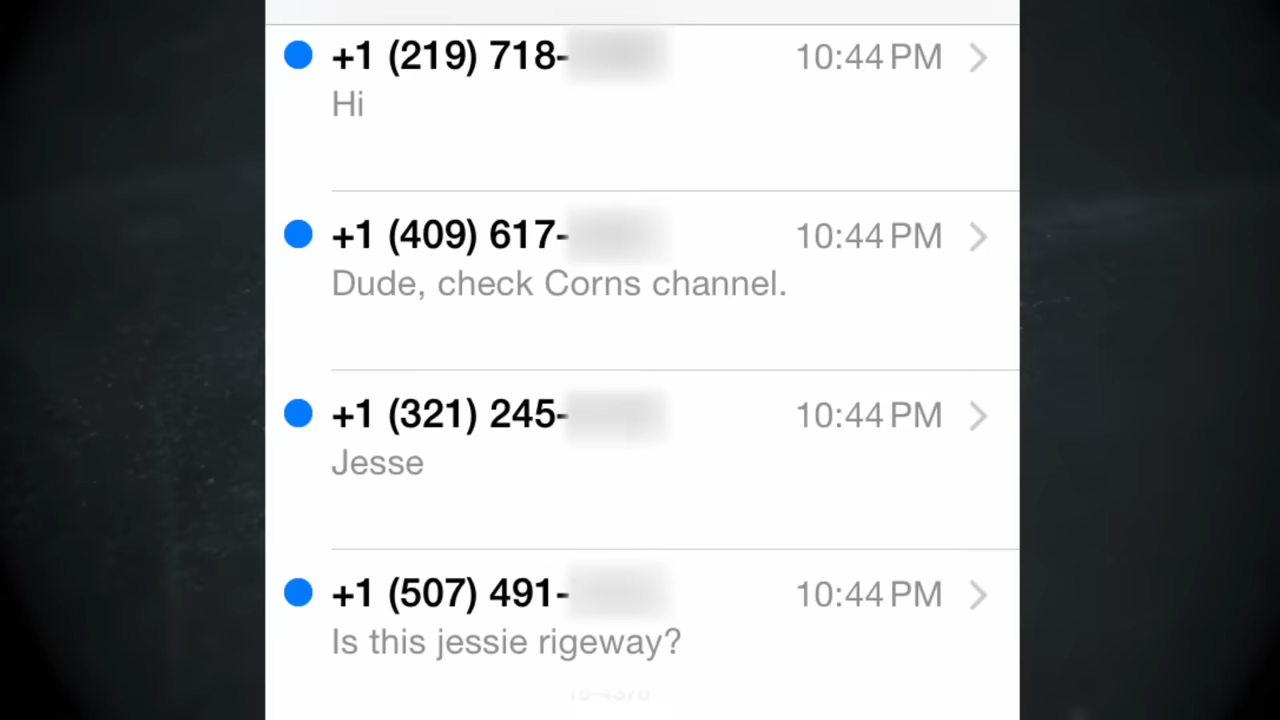 +1 (219) 718-
10:44 PM
Hi
+1 (409) 617-
10:44 PM
Dude, check Corns channel.
+1 (321) 245-
10:44 PM
Jesse
+1 (507) 491-
10:44 PM
Is this jessie rigeway?